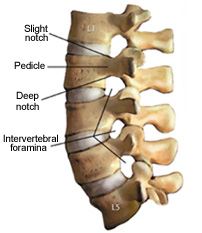 L1
Slight
notch
Pedicle
Deep
notch
Intervertebral
foramina
L5